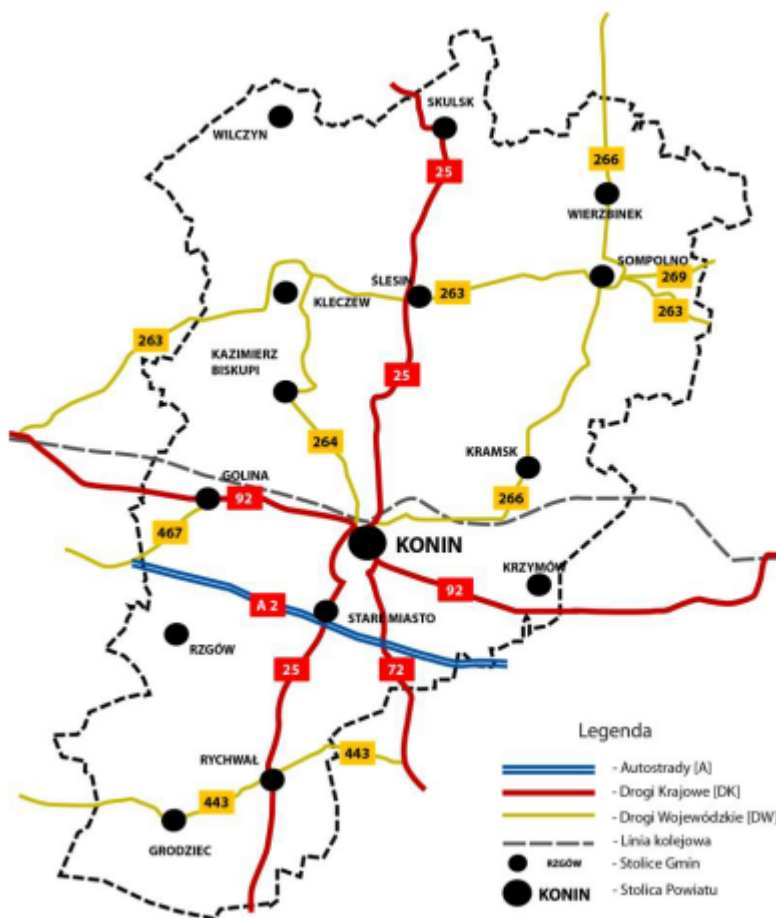 SKULSK
WILCZYN
266
25
WIERZBINEK
SOMPOLNO
269
ŚLESIN
263
KLECZEW
263
263
KAZIMIERZ
BISKUPI
25
264
KRAMSK
GOLINA
92
266
467
KONIN
KRZYMÓW
92
A 2
STARE MIASTO
RZGÓW
25
72
Legenda
RYCHWAŁ
443
- Autostrady [A]
- Drogi Krajowe [DK]
443
- Drogi Wojewódzkie [DW]
GRODZIEC
- Linia kolejowa
RZGÓW - Stolice Gmin
KONIN - Stolica Powiatu